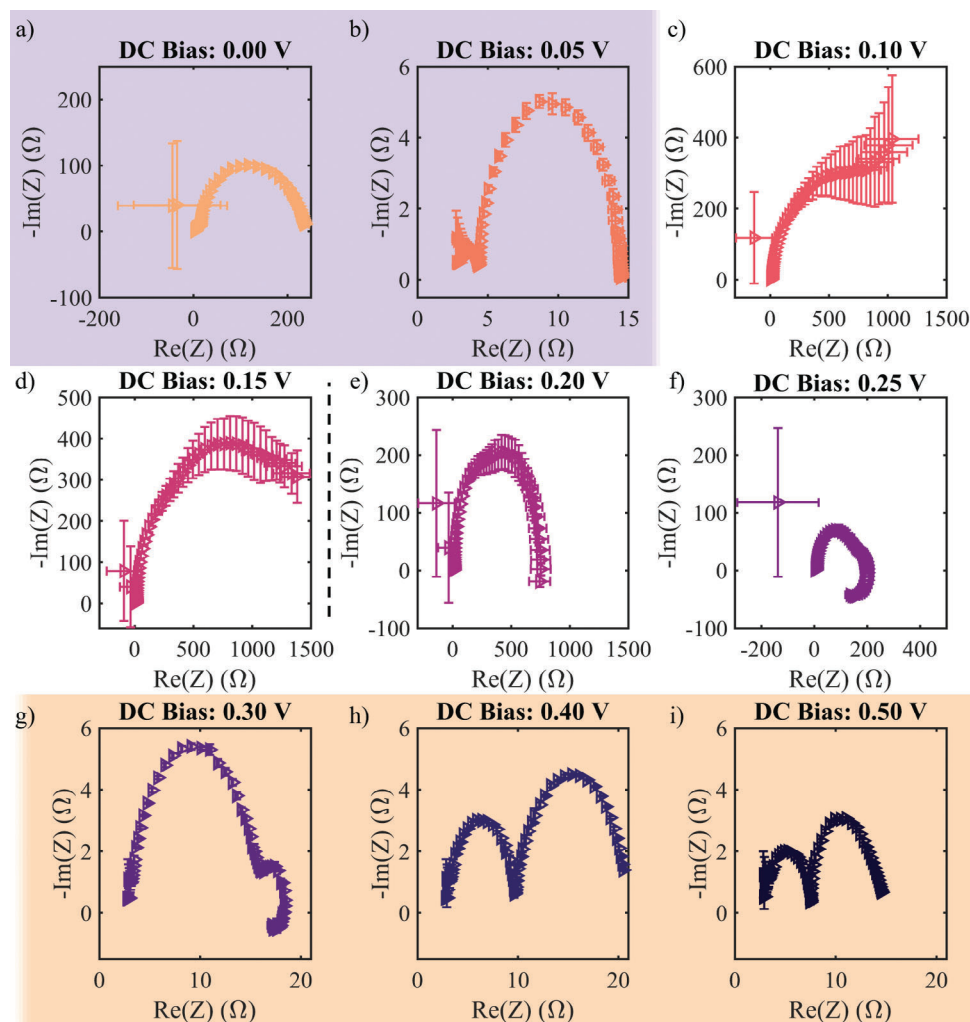 a)
DC Bias: 0.00 V
-Im(Z) (Ω)
200
100
0
-100
-200
0
200
Re(Z) (Ω)
b)
DC Bias: 0.05 V
-Im(Z) (Ω)
6
4
2
0
0
5
10
15
Re(Z) (Ω)
c)
DC Bias: 0.10 V
-Im(Z) (Ω)
600
400
200
0
0
500
1000
1500
Re(Z) (Ω)
d)
DC Bias: 0.15 V
-Im(Z) (Ω)
500
400
300
200
100
0
0
500
1000
1500
Re(Z) (Ω)
e)
DC Bias: 0.20 V
-Im(Z) (Ω)
300
200
100
0
-100
0
500
1000
1500
Re(Z) (Ω)
f)
DC Bias: 0.25 V
-Im(Z) (Ω)
300
200
100
0
-100
-200
0
200
400
Re(Z) (Ω)
g)
DC Bias: 0.30 V
-Im(Z) (Ω)
6
4
2
0
0
10
20
Re(Z) (Ω)
h)
DC Bias: 0.40 V
-Im(Z) (Ω)
6
4
2
0
0
10
20
Re(Z) (Ω)
i)
DC Bias: 0.50 V
-Im(Z) (Ω)
6
4
2
0
0
10
20
Re(Z) (Ω)